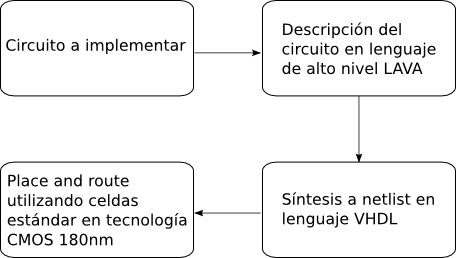 Circuito a implementar
Descripción del
circuito en lenguaje
de alto nivel LAVA
Síntesis a netlist en
lenguaje VHDL
Place and route
utilizando celdas
estándar en tecnología
CMOS 180nm